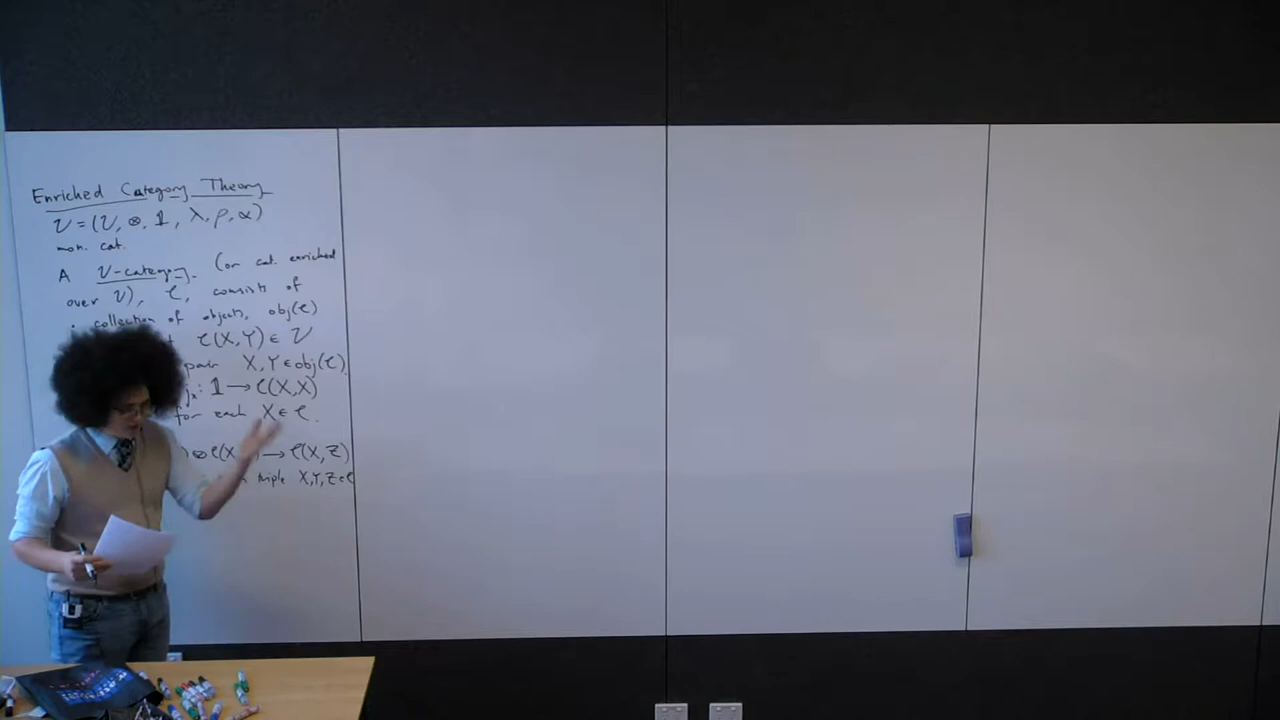 Enriched Category Theory
𝒱 = (𝒱, ⊗, 𝟙, λ, ρ, α)
mon. cat.
A 𝒱-category (or cat. enriched
over 𝒱), 𝒞, consists of
• collection of objects, obj(𝒞)
𝒞(X,Y) ∈ 𝒱
pair X, Y ∈ obj(𝒞)
jₓ: 𝟙 → 𝒞(X,X)
for each X ∈ 𝒞.
) ⊗ 𝒞(X → 𝒞(X,Z)
triple X,Y,Z ∈ 𝒞